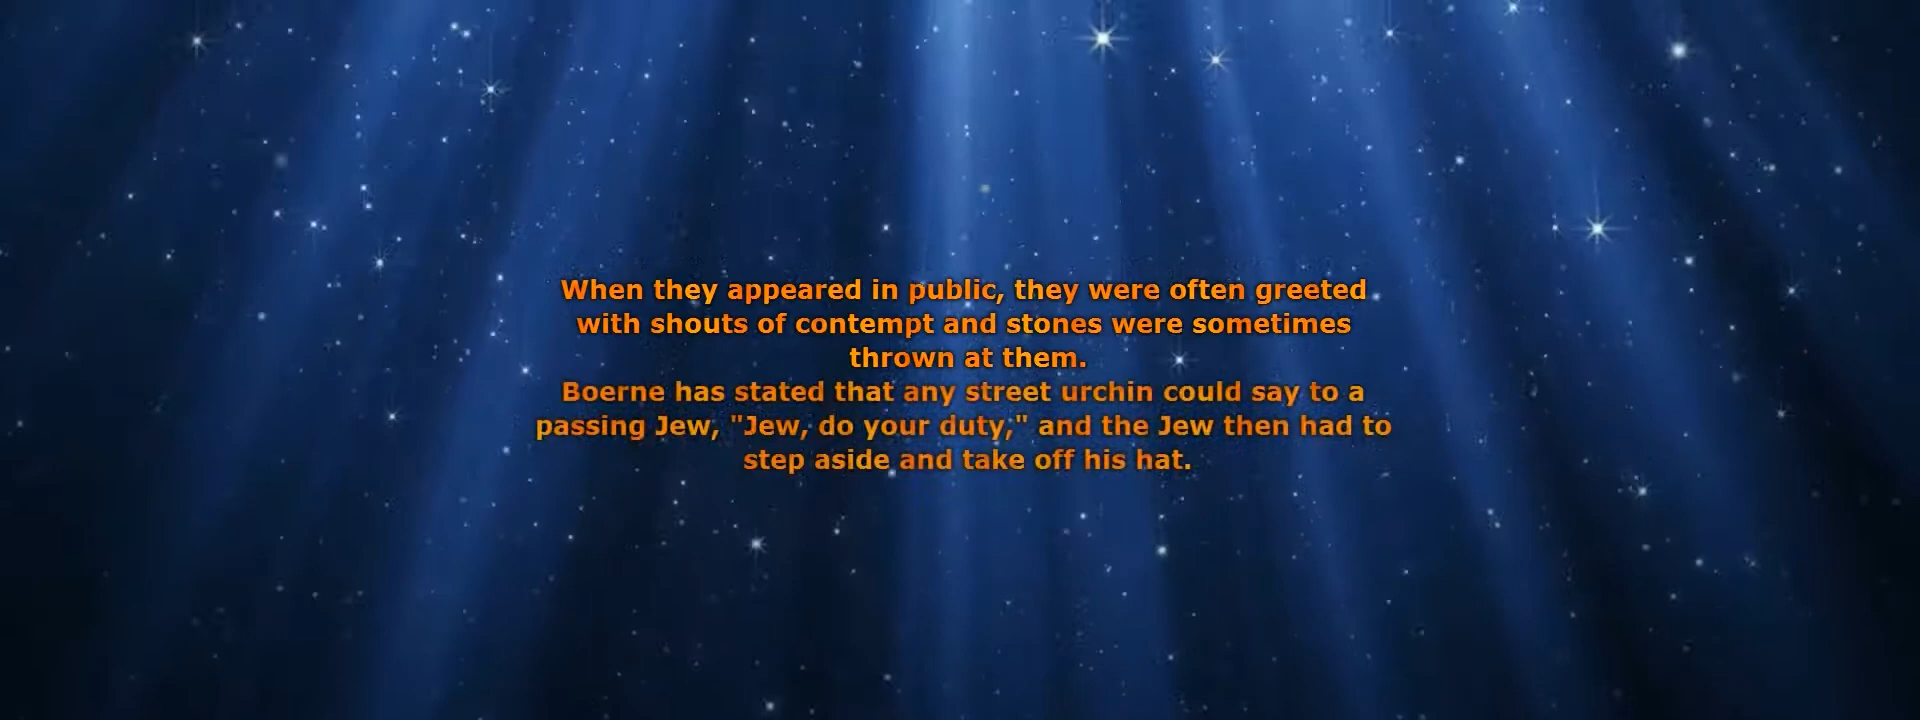 When they appeared in public, they were often greeted
with shouts of contempt and stones were sometimes
thrown at them.
Boerne has stated that any street urchin could say to a
passing Jew, "Jew, do your duty," and the Jew then had to
step aside and take off his hat.